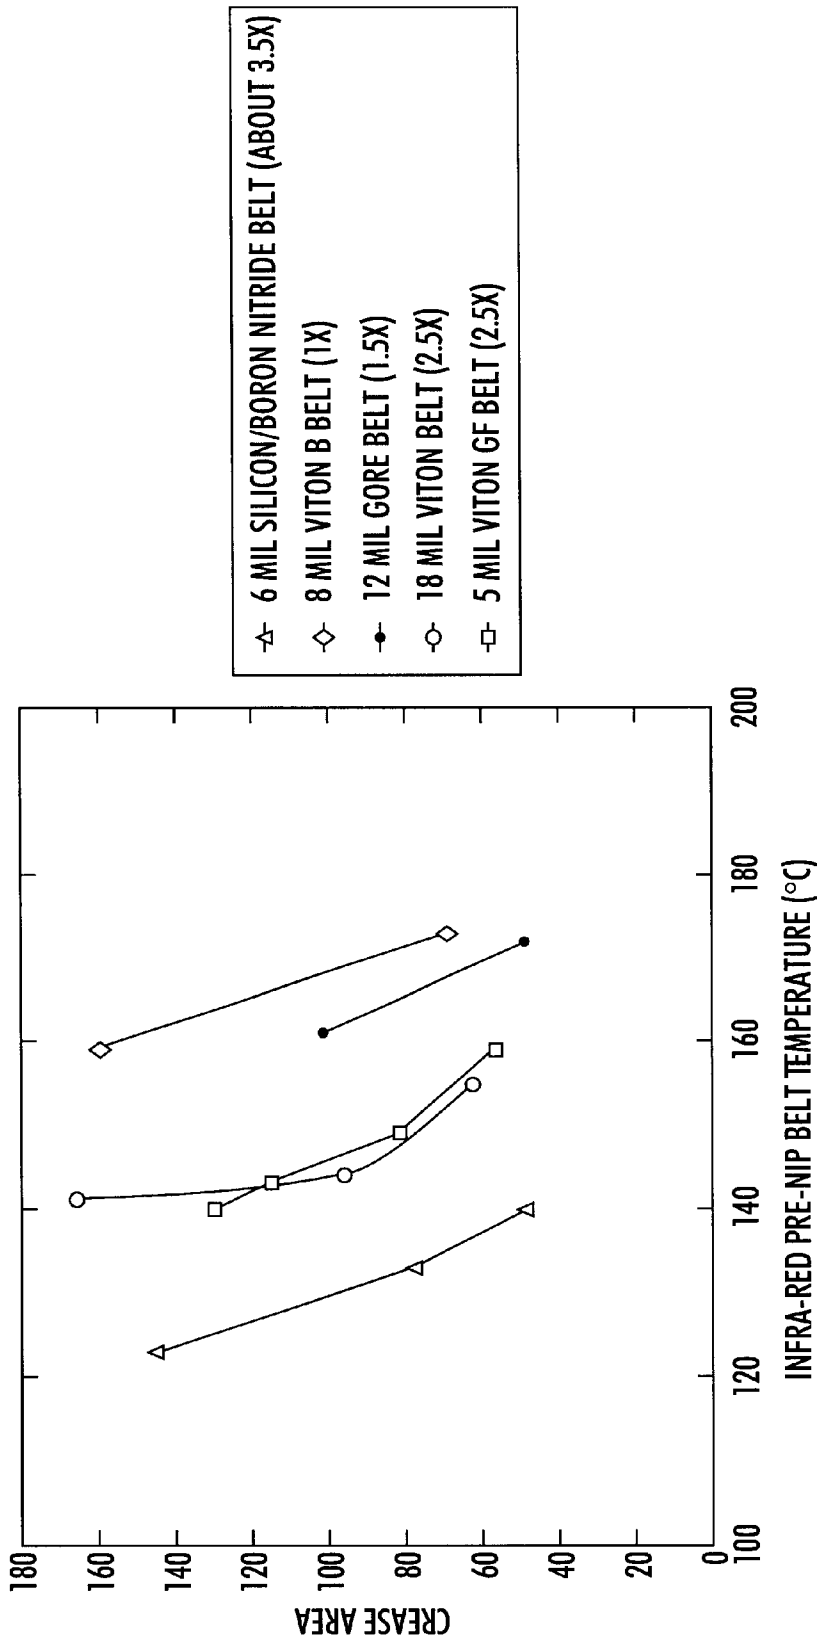 CREASE AREA
180
160
140
120
100
80
60
40
20
0
100
120
140
160
180
200
INFRA-RED PRE-NIP BELT TEMPERATURE (°C)
6 MIL SILICON/BORON NITRIDE BELT (ABOUT 3.5X)
8 MIL VITON B BELT (1X)
12 MIL GORE BELT (1.5X)
18 MIL VITON BELT (2.5X)
5 MIL VITON GF BELT (2.5X)